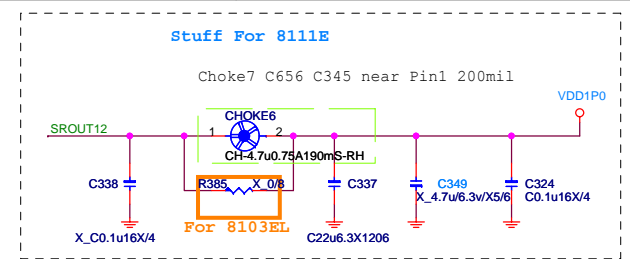 Stuff For 8111E
Choke7 C656 C345 near Pin1 200mil
VDD1P0
CHOKE6
SROUT12
1
2
CH-4.7u0.75A190mS-RH
C338
R385
X_0/8
C337
C349
C324
X_4.7u/6.3v/X5/6
C0.1u16X/4
For 8103EL
X_C0.1u16X/4
C22u6.3X1206